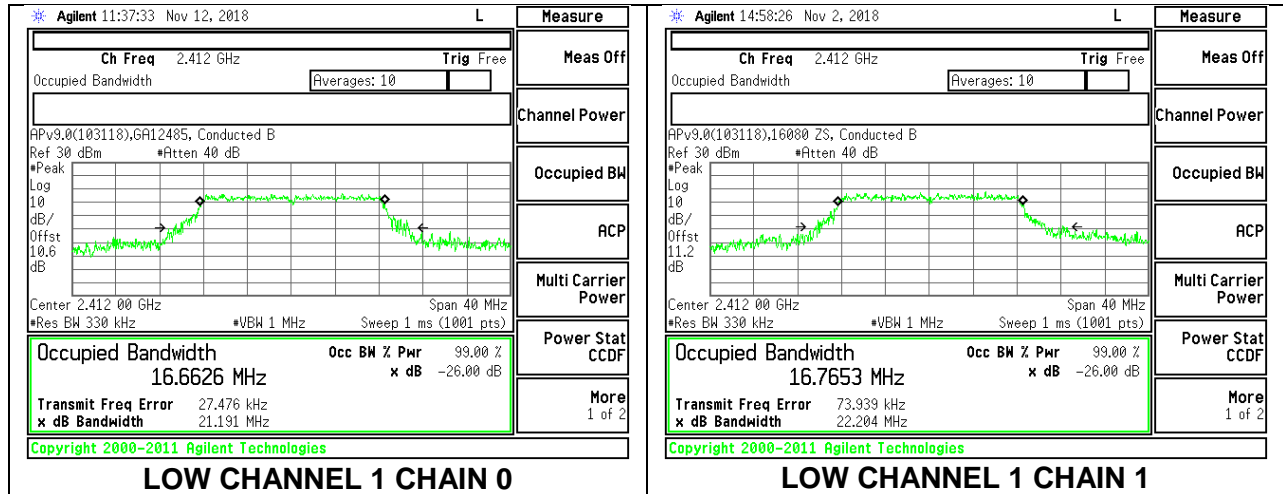 Agilent 11:37:33 Nov 12, 2018 L Measure
Ch Freq 2.412 GHz Trig Free
Occupied Bandwidth Averages: 10
APv9.0(103118),GA12485, Conducted B
Ref 30 dBm #Atten 40 dB
#Peak
Log
10
dB/
Offst
10.6
dB
Center 2.412 00 GHz Span 40 MHz
#Res BW 330 kHz #VBW 1 MHz Sweep 1 ms (1001 pts)
Occupied Bandwidth Occ BW % Pwr 99.00 %
16.6626 MHz x dB -26.00 dB
Transmit Freq Error 27.476 kHz
x dB Bandwidth 21.191 MHz
Copyright 2000-2011 Agilent Technologies
Meas Off
Channel Power
Occupied BW
ACP
Multi Carrier
Power
Power Stat
CCDF
More
1 of 2
LOW CHANNEL 1 CHAIN 0
Agilent 14:58:26 Nov 2, 2018 L Measure
Ch Freq 2.412 GHz Trig Free
Occupied Bandwidth Averages: 10
APv9.0(103118),16080 ZS, Conducted B
Ref 30 dBm #Atten 40 dB
#Peak
Log
10
dB/
Offst
11.2
dB
Center 2.412 00 GHz Span 40 MHz
#Res BW 330 kHz #VBW 1 MHz Sweep 1 ms (1001 pts)
Occupied Bandwidth Occ BW % Pwr 99.00 %
16.7653 MHz x dB -26.00 dB
Transmit Freq Error 73.939 kHz
x dB Bandwidth 22.204 MHz
Copyright 2000-2011 Agilent Technologies
Meas Off
Channel Power
Occupied BW
ACP
Multi Carrier
Power
Power Stat
CCDF
More
1 of 2
LOW CHANNEL 1 CHAIN 1